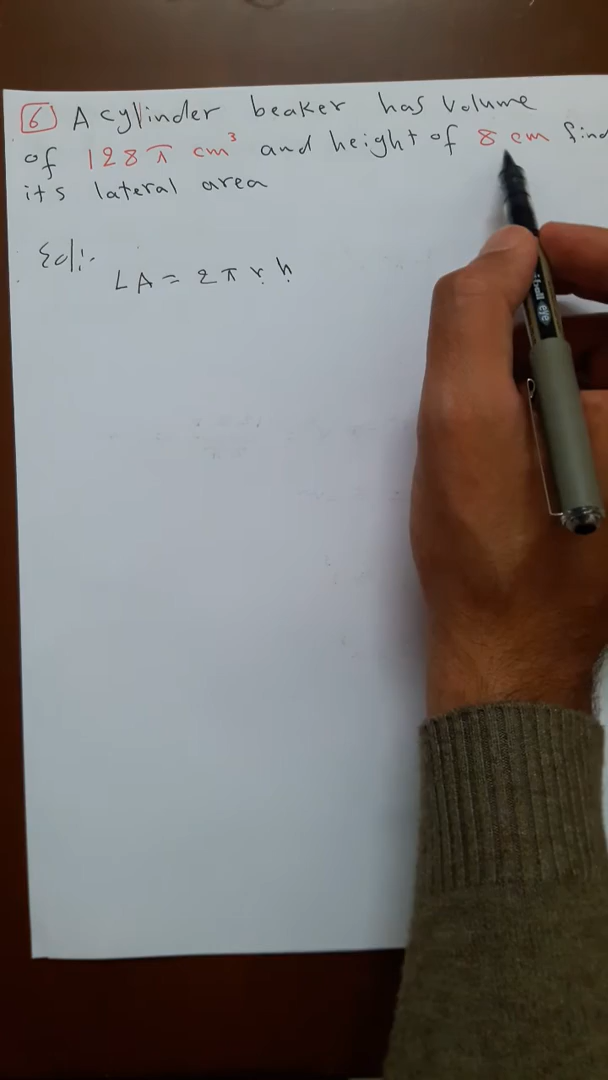 6 A cylinder beaker has volume
of 128π cm³ and height of 8 cm find
its lateral area
Sol:-
LA = 2πrh
eye